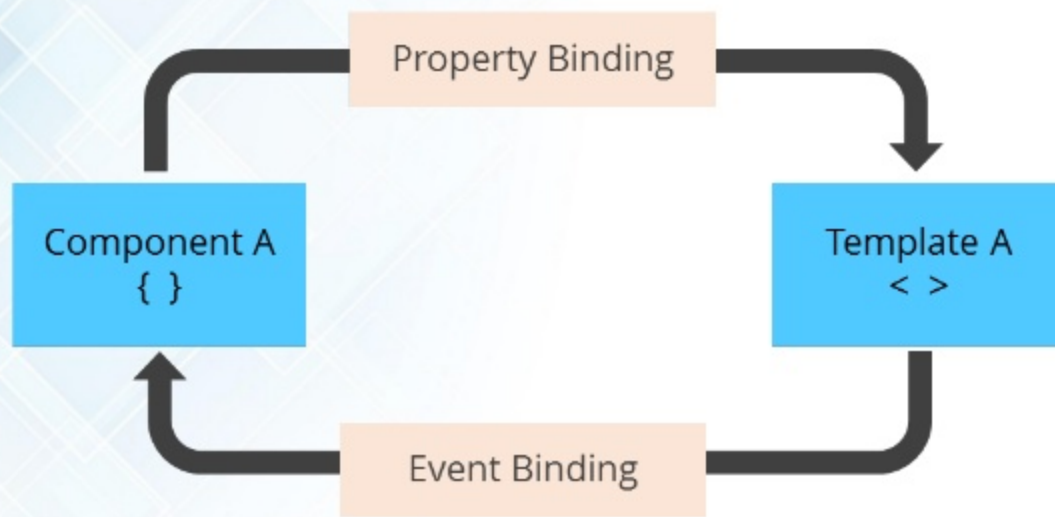 Property Binding
Component A
{ }
Template A
< >
Event Binding